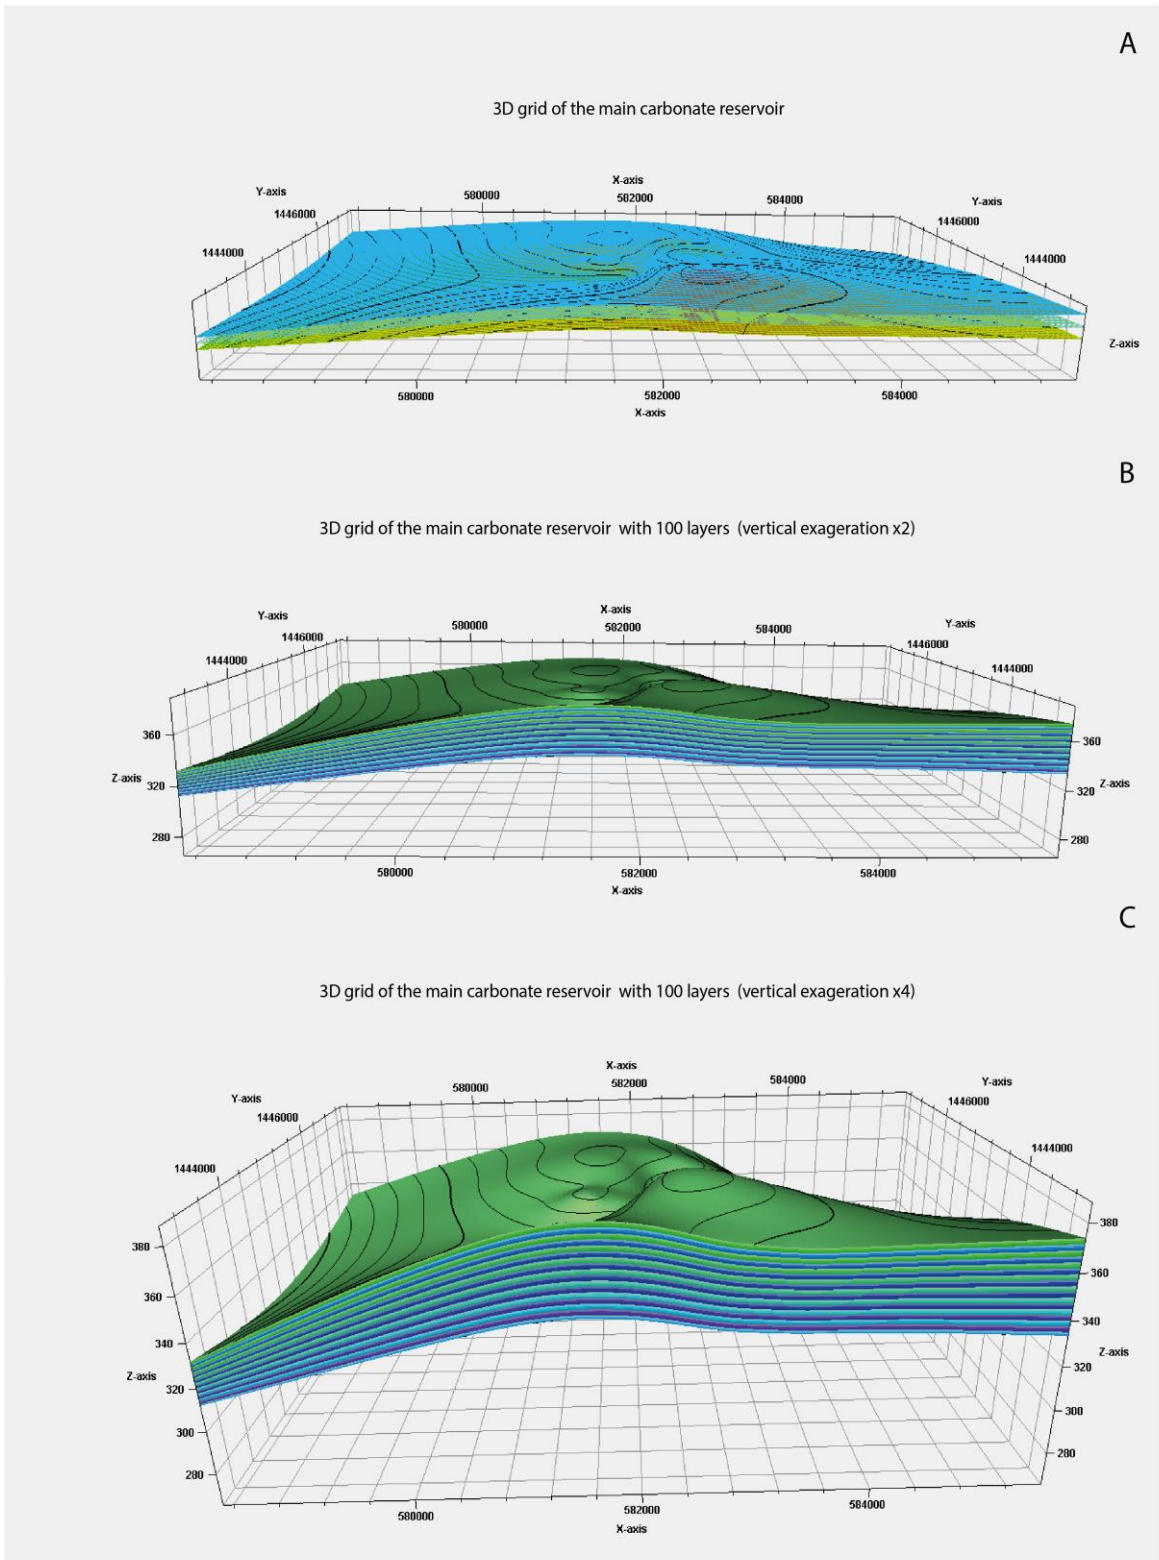 A
3D grid of the main carbonate reservoir
X-axis
Y-axis 580000 582000 584000 Y-axis
1446000 1446000
1444000 1444000
Z-axis
580000 582000 584000
X-axis
B
3D grid of the main carbonate reservoir with 100 layers (vertical exageration x2)
X-axis
Y-axis 580000 582000 584000 Y-axis
1446000 1446000
1444000 1444000
360 360
Z-axis 320 320 Z-axis
280 280
580000 582000 584000
X-axis
C
3D grid of the main carbonate reservoir with 100 layers (vertical exageration x4)
X-axis
Y-axis 580000 582000 584000 Y-axis
1446000 1446000
1444000 1444000
380 380
360 360
340 340
Z-axis Z-axis
320 320
300 300
280 280
580000 582000 584000
X-axis